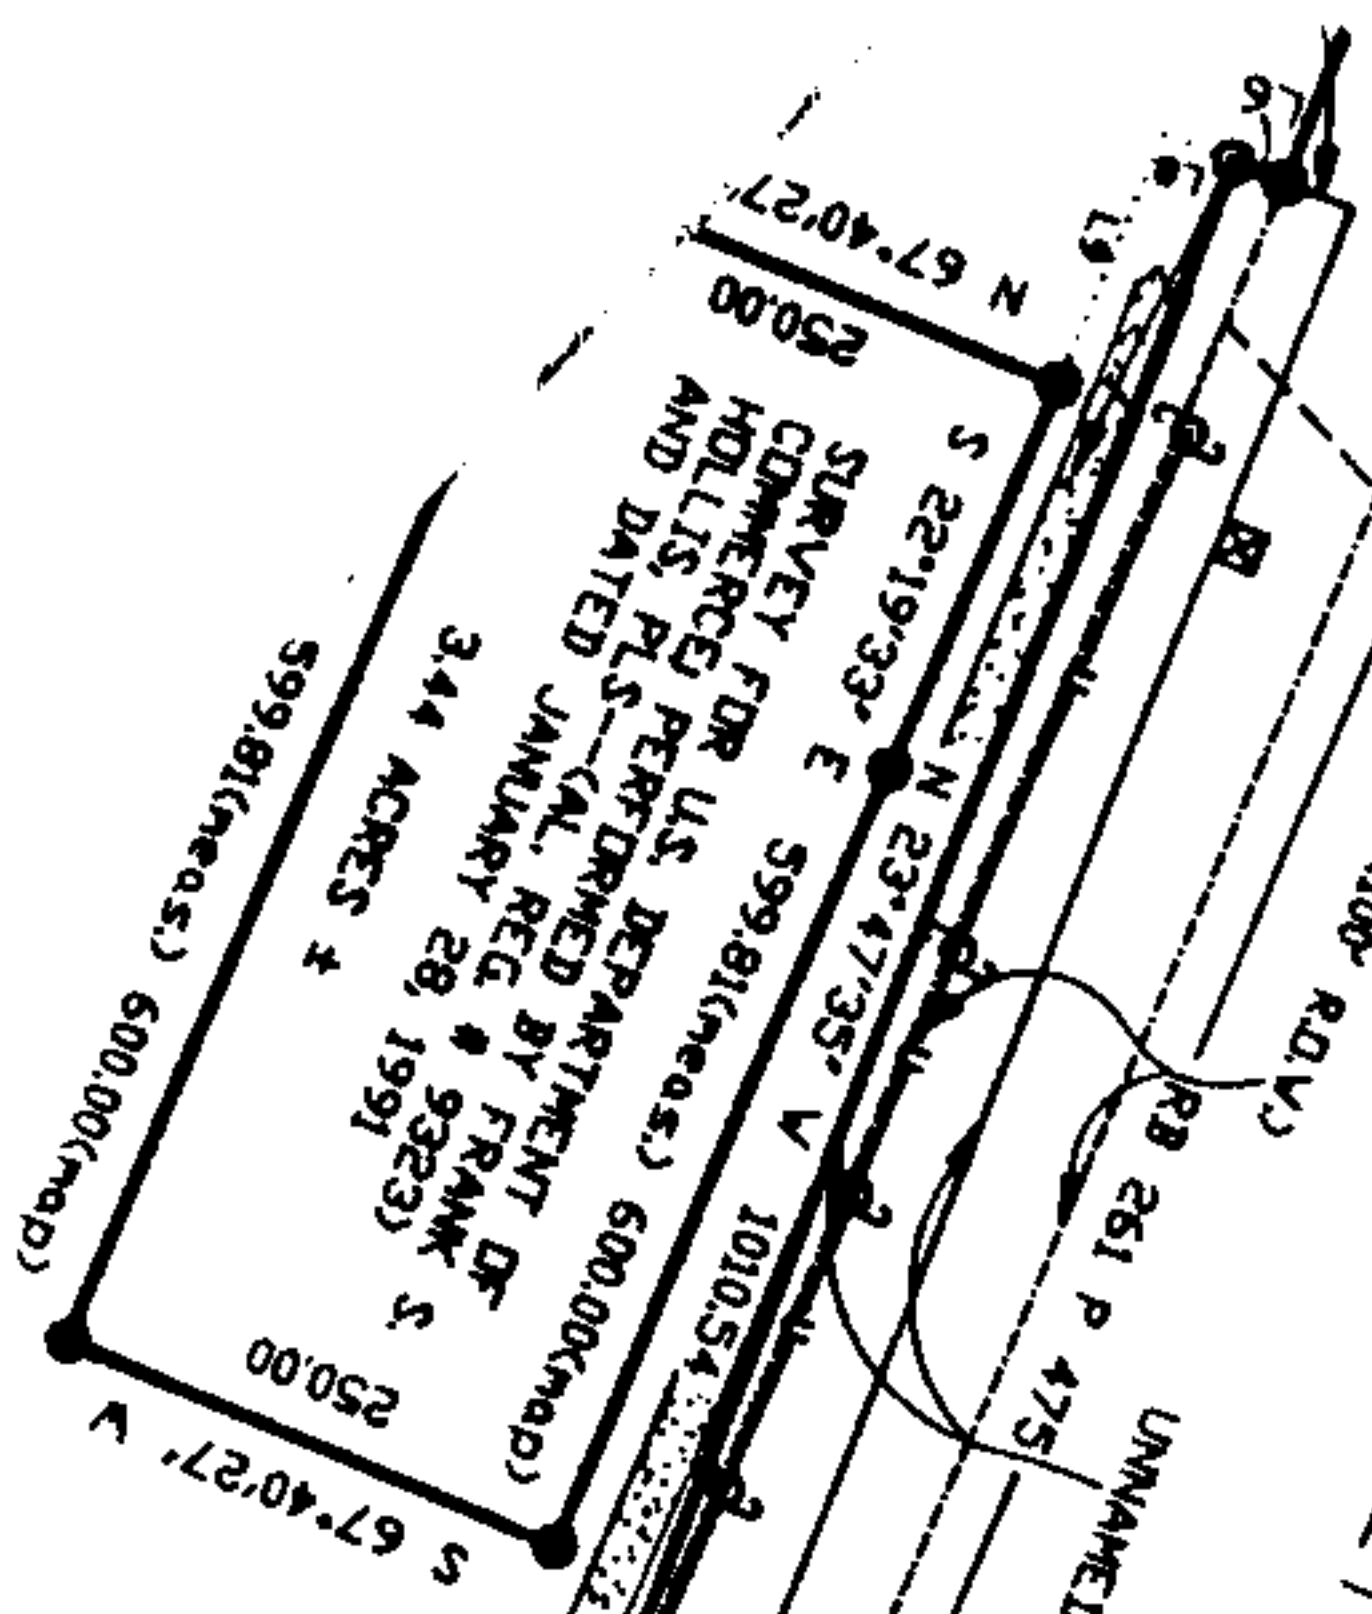 N 67°40'27"
250.00
S 22°19'33" E 599.81(meas.) 600.00(map)
SURVEY FOR U.S. DEPARTMENT OF
COMMERCE) PERFORMED BY FRANK S.
HOLLIS, PLS--(AL. REG. # 9323)
AND DATED JANUARY 28, 1991
3.44 ACRES ±
599.81(meas.) 600.00(map)
250.00
S 67°40'27" W
N 23°47'35" W 1010.54
L9
R.O.W.)
RB 261 P 475
UNNAMED